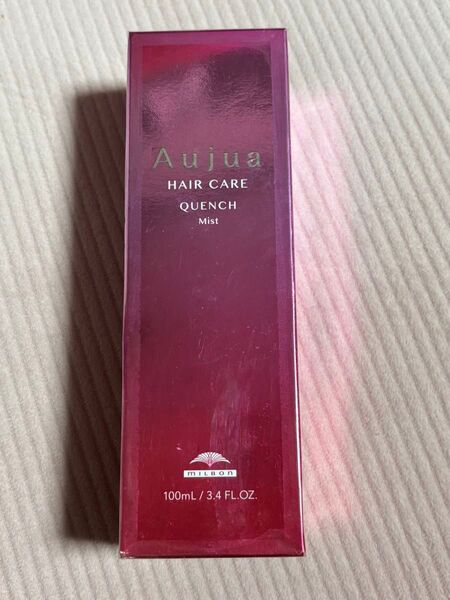 Aujua
HAIR CARE
QUENCH
Mist
MILBON
100mL / 3.4 FL.OZ.